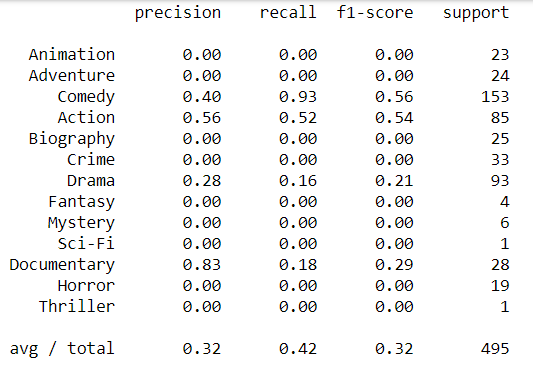 precision recall f1-score support
Animation 0.00 0.00 0.00 23
Adventure 0.00 0.00 0.00 24
Comedy 0.40 0.93 0.56 153
Action 0.56 0.52 0.54 85
Biography 0.00 0.00 0.00 25
Crime 0.00 0.00 0.00 33
Drama 0.28 0.16 0.21 93
Fantasy 0.00 0.00 0.00 4
Mystery 0.00 0.00 0.00 6
Sci-Fi 0.00 0.00 0.00 1
Documentary 0.83 0.18 0.29 28
Horror 0.00 0.00 0.00 19
Thriller 0.00 0.00 0.00 1
avg / total 0.32 0.42 0.32 495